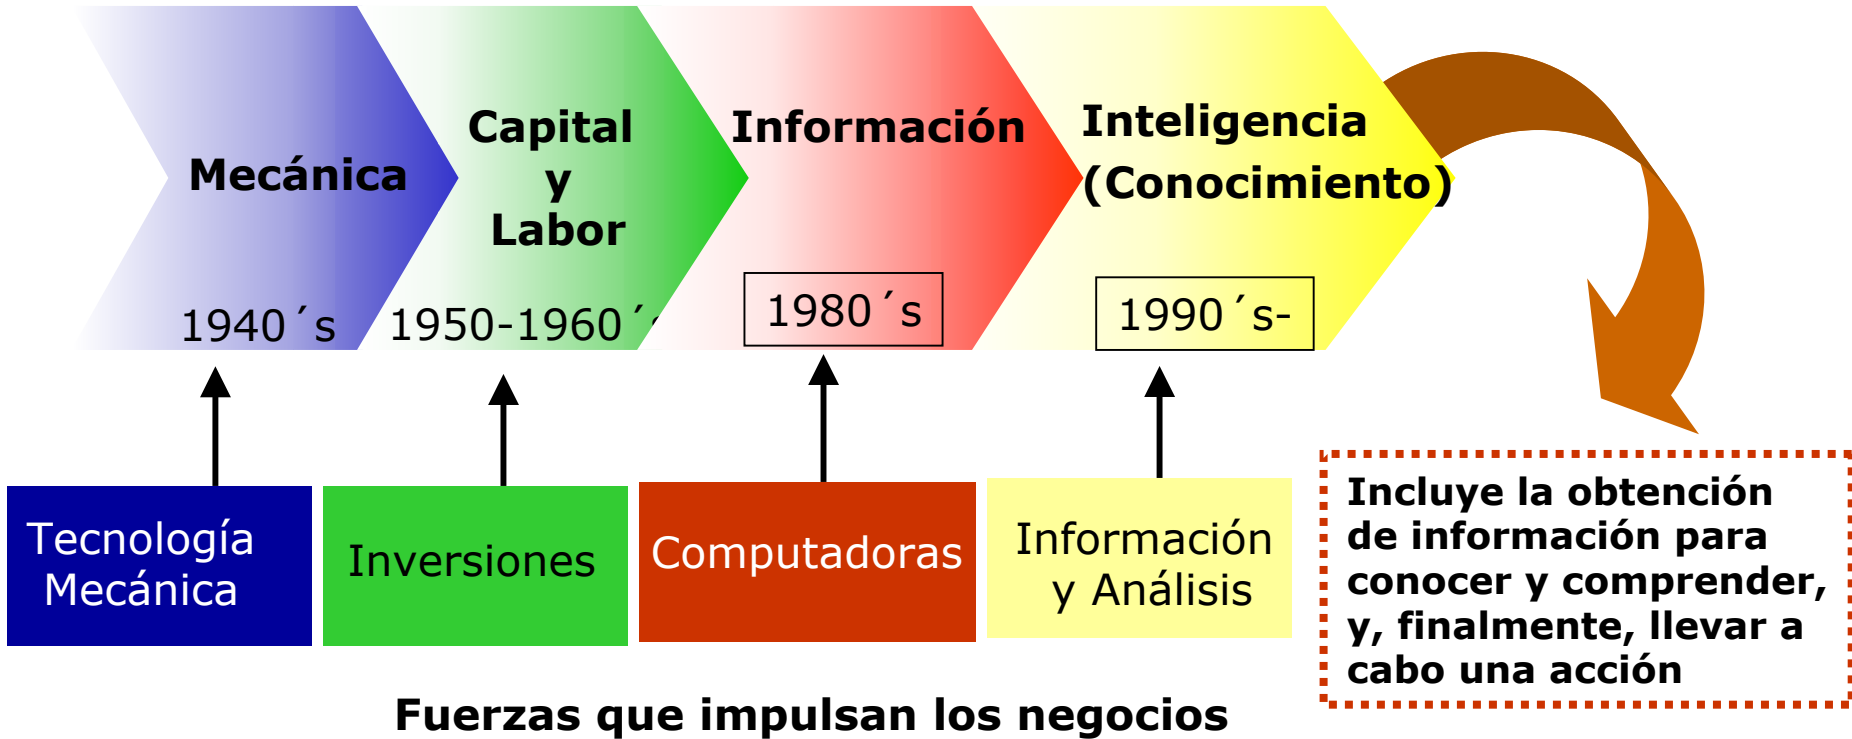 Mecánica
Capital
y
Labor
Información
Inteligencia
(Conocimiento)
1940´s
1950-1960´s
1980´s
1990´s-
Tecnología
Mecánica
Inversiones
Computadoras
Información
y Análisis
Incluye la obtención
de información para
conocer y comprender,
y, finalmente, llevar a
cabo una acción
Fuerzas que impulsan los negocios